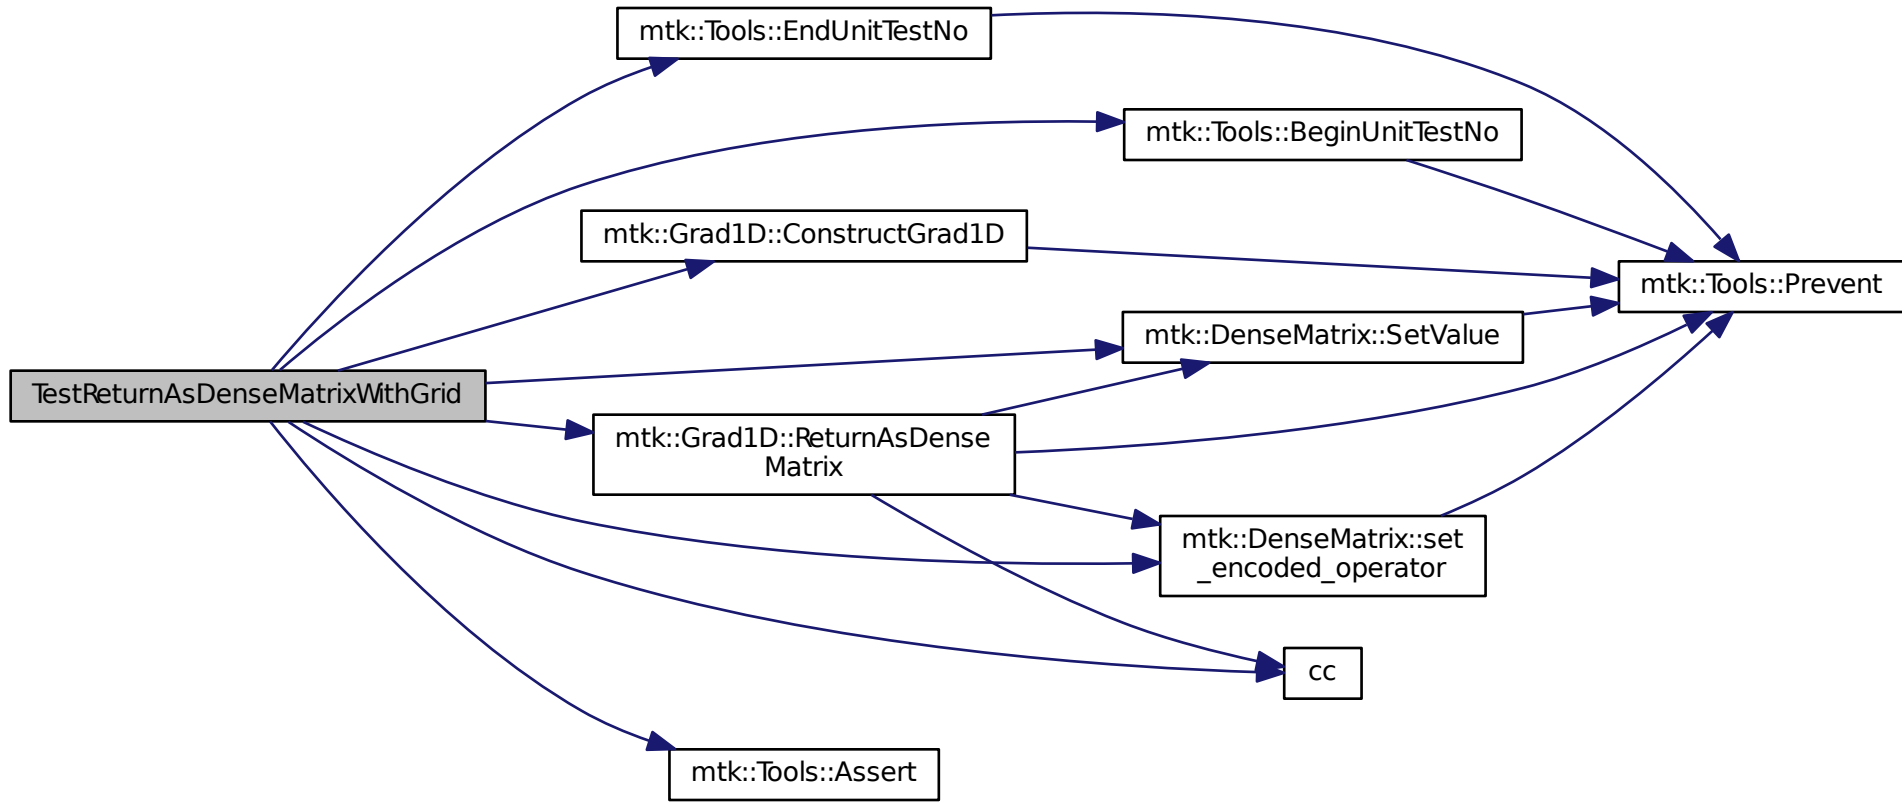 mtk::Tools::EndUnitTestNo
mtk::Tools::BeginUnitTestNo
mtk::Grad1D::ConstructGrad1D
mtk::Tools::Prevent
mtk::DenseMatrix::SetValue
TestReturnAsDenseMatrixWithGrid
mtk::Grad1D::ReturnAsDense
Matrix
mtk::DenseMatrix::set
_encoded_operator
cc
mtk::Tools::Assert